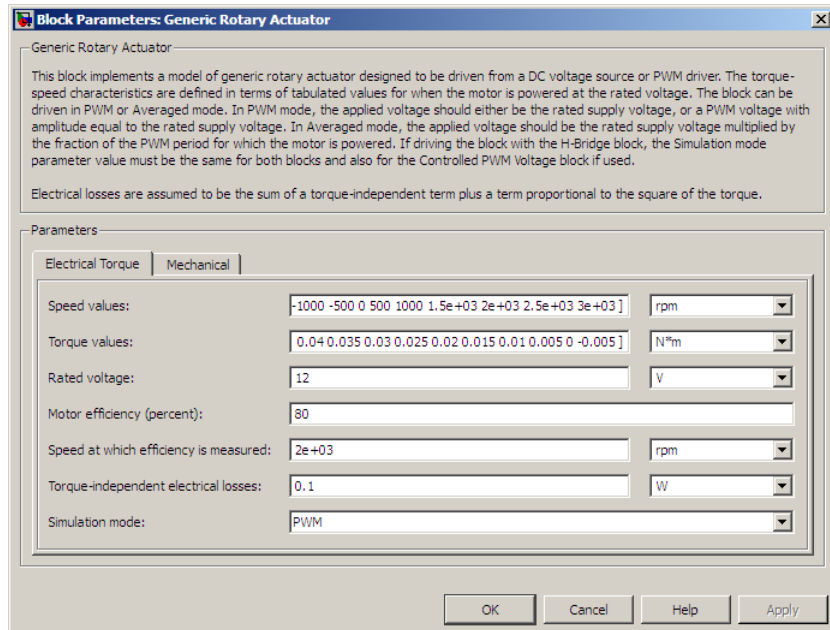 Block Parameters: Generic Rotary Actuator
Generic Rotary Actuator
This block implements a model of generic rotary actuator designed to be driven from a DC voltage source or PWM driver. The torque-
speed characteristics are defined in terms of tabulated values for when the motor is powered at the rated voltage. The block can be
driven in PWM or Averaged mode. In PWM mode, the applied voltage should either be the rated supply voltage, or a PWM voltage with
amplitude equal to the rated supply voltage. In Averaged mode, the applied voltage should be the rated supply voltage multiplied by
the fraction of the PWM period for which the motor is powered. If driving the block with the H-Bridge block, the Simulation mode
parameter value must be the same for both blocks and also for the Controlled PWM Voltage block if used.
Electrical losses are assumed to be the sum of a torque-independent term plus a term proportional to the square of the torque.
Parameters
Electrical Torque Mechanical
Speed values: -1000 -500 0 500 1000 1.5e+03 2e+03 2.5e+03 3e+03 ] rpm
Torque values: 0.04 0.035 0.03 0.025 0.02 0.015 0.01 0.005 0 -0.005 ] N*m
Rated voltage: 12 V
Motor efficiency (percent): 80
Speed at which efficiency is measured: 2e+03 rpm
Torque-independent electrical losses: 0.1 W
Simulation mode: PWM
OK Cancel Help Apply